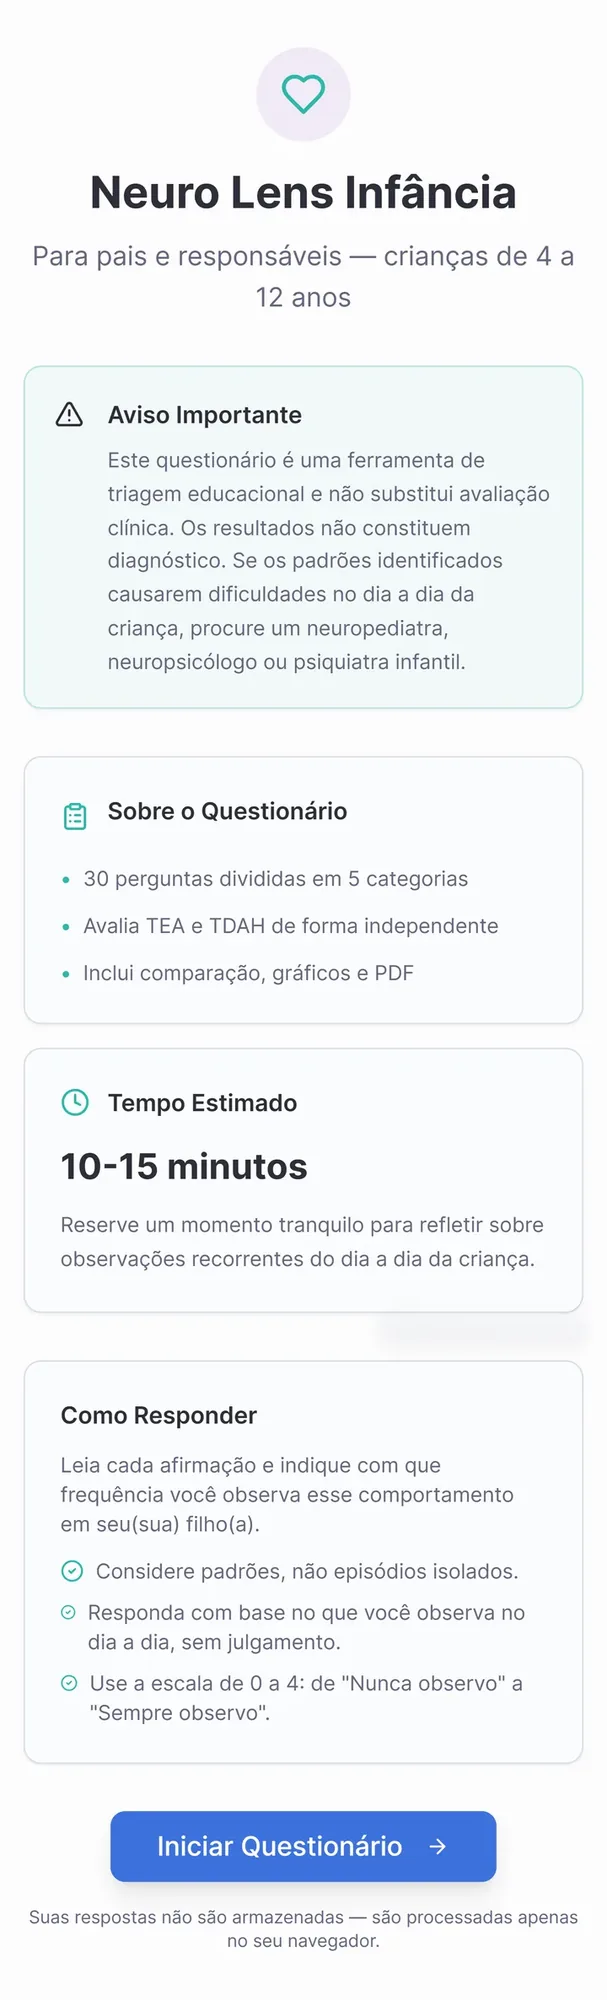 Neuro Lens Infância
Para pais e responsáveis — crianças de 4 a
12 anos
Aviso Importante
Este questionário é uma ferramenta de
triagem educacional e não substitui avaliação
clínica. Os resultados não constituem
diagnóstico. Se os padrões identificados
causarem dificuldades no dia a dia da
criança, procure um neuropediatra,
neuropsicólogo ou psiquiatra infantil.
Sobre o Questionário
• 30 perguntas divididas em 5 categorias
• Avalia TEA e TDAH de forma independente
• Inclui comparação, gráficos e PDF
Tempo Estimado
10-15 minutos
Reserve um momento tranquilo para refletir sobre
observações recorrentes do dia a dia da criança.
Como Responder
Leia cada afirmação e indique com que
frequência você observa esse comportamento
em seu(sua) filho(a).
Considere padrões, não episódios isolados.
Responda com base no que você observa no
dia a dia, sem julgamento.
Use a escala de 0 a 4: de "Nunca observo" a
"Sempre observo".
Iniciar Questionário →
Suas respostas não são armazenadas — são processadas apenas
no seu navegador.